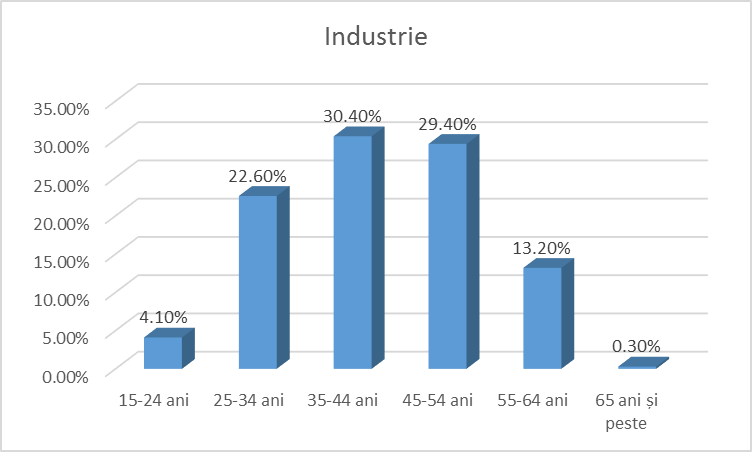 Industrie
35.00%
30.00%
25.00%
20.00%
15.00%
10.00%
5.00%
0.00%
4.10%
22.60%
30.40%
29.40%
13.20%
0.30%
15-24 ani
25-34 ani
35-44 ani
45-54 ani
55-64 ani
65 ani și
peste